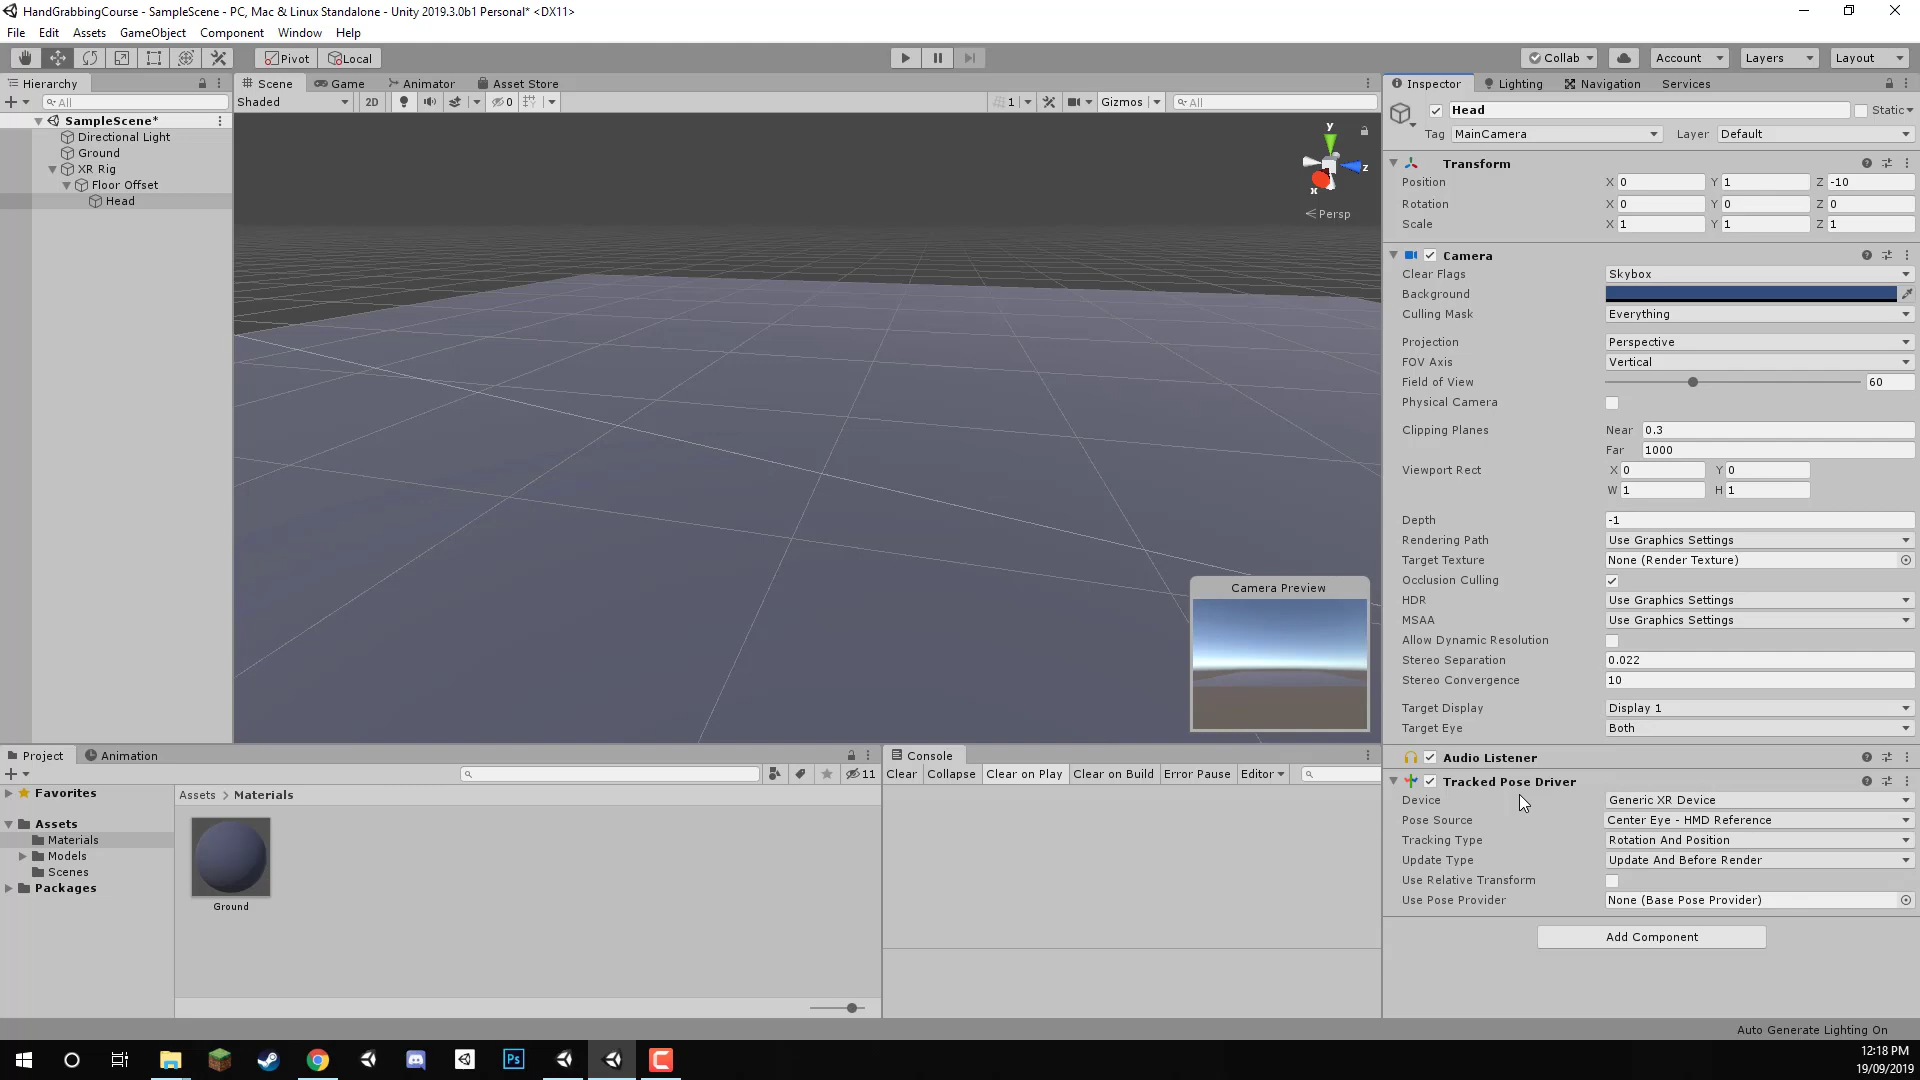 HandGrabbingCourse - SampleScene - PC, Mac & Linux Standalone - Unity 2019.3.0b1 Personal* <DX11>
File Edit Assets GameObject Component Window Help
Pivot Local Collab Account Layers Layout
Hierarchy
All
SampleScene*
Directional Light
Ground
XR Rig
Floor Offset
Head
Scene Game Animator Asset Store
Shaded 2D 0 1 Gizmos All
y
z
x
Persp
Camera Preview
Inspector Lighting Navigation Services
Head Static
Tag MainCamera Layer Default
Transform
Position X 0 Y 1 Z -10
Rotation X 0 Y 0 Z 0
Scale X 1 Y 1 Z 1
Camera
Clear Flags Skybox
Background
Culling Mask Everything
Projection Perspective
FOV Axis Vertical
Field of View 60
Physical Camera
Clipping Planes Near 0.3
Far 1000
Viewport Rect X 0 Y 0
W 1 H 1
Depth -1
Rendering Path Use Graphics Settings
Target Texture None (Render Texture)
Occlusion Culling
HDR Use Graphics Settings
MSAA Use Graphics Settings
Allow Dynamic Resolution
Stereo Separation 0.022
Stereo Convergence 10
Target Display Display 1
Target Eye Both
Audio Listener
Tracked Pose Driver
Device Generic XR Device
Pose Source Center Eye - HMD Reference
Tracking Type Rotation And Position
Update Type Update And Before Render
Use Relative Transform
Use Pose Provider None (Base Pose Provider)
Add Component
Project Animation
11
Favorites
Assets
Materials
Models
Scenes
Packages
Assets > Materials
Ground
Console
Clear Collapse Clear on Play Clear on Build Error Pause Editor
Auto Generate Lighting On
Ps
12:18 PM
19/09/2019